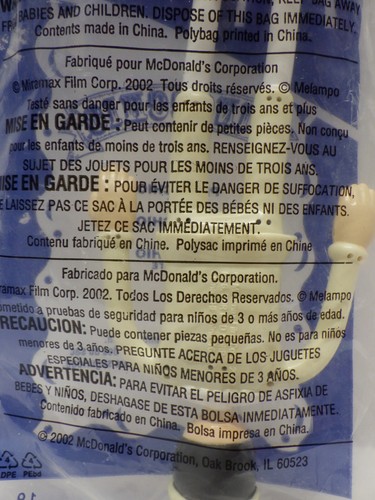 BABIES AND CHILDREN. DISPOSE OF THIS BAG IMMEDIATELY.
Contents made in China. Polybag printed in China.
Fabriqué pour McDonald's Corporation
© Miramax Film Corp. 2002 Tous droits réservés. © Melampo
Testé sans danger pour les enfants de trois ans et plus
MISE EN GARDE : Peut contenir de petites pièces. Non conçu
pour les enfants de moins de trois ans. RENSEIGNEZ-VOUS AU
SUJET DES JOUETS POUR LES MOINS DE TROIS ANS.
MISE EN GARDE : POUR ÉVITER LE DANGER DE SUFFOCATION,
NE LAISSEZ PAS CE SAC À LA PORTÉE DES BÉBÉS NI DES ENFANTS.
JETEZ CE SAC IMMÉDIATEMENT.
Contenu fabriqué en Chine. Polysac imprimé en Chine
Fabricado para McDonald's Corporation.
Miramax Film Corp. 2002. Todos Los Derechos Reservados. © Melampo
ometido a pruebas de seguridad para niños de 3 o más años de edad.
PRECAUCION: Puede contener piezas pequeñas. No es para niños
menores de 3 años. PREGUNTE ACERCA DE LOS JUGUETES
ESPECIALES PARA NIÑOS MENORES DE 3 AÑOS.
ADVERTENCIA: PARA EVITAR EL PELIGRO DE ASFIXIA DE
BEBES Y NIÑOS, DESHAGASE DE ESTA BOLSA INMEDIATAMENTE.
Contenido fabricado en China. Bolsa impresa en China.
© 2002 McDonald's Corporation, Oak Brook, IL 60523